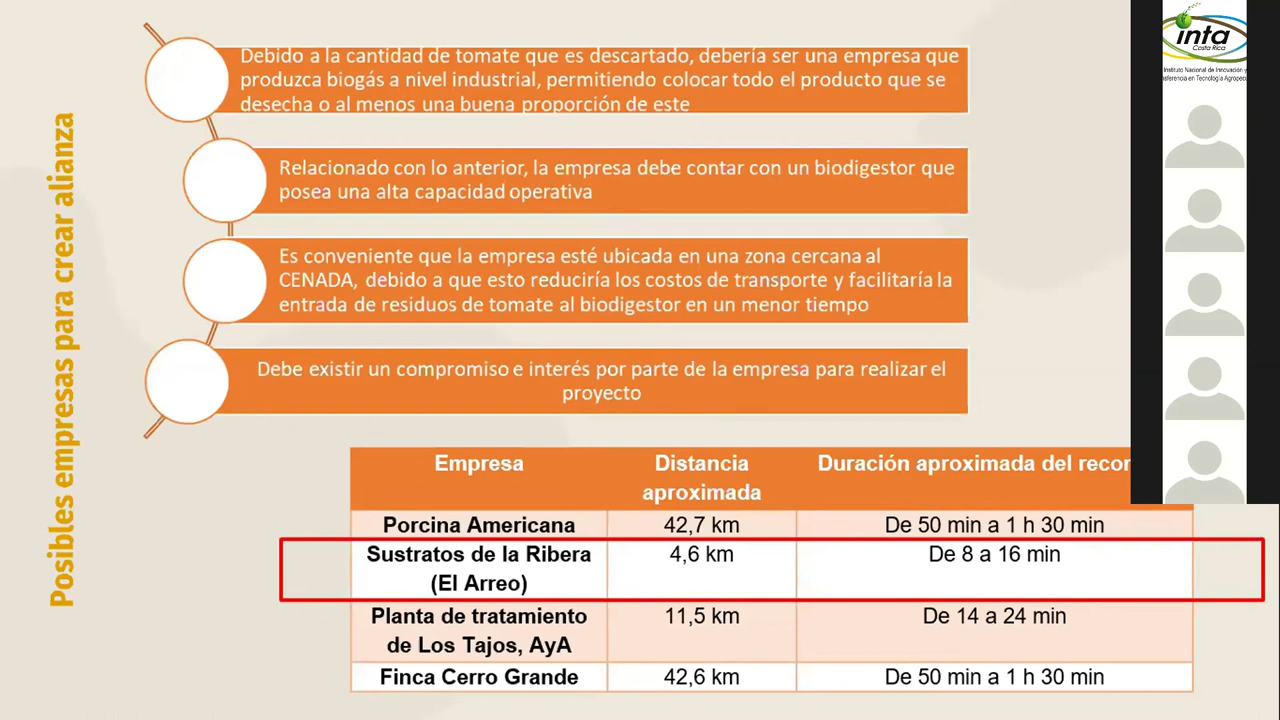 Posibles empresas para crear alianza
Debido a la cantidad de tomate que es descartado, debería ser una empresa que
produzca biogás a nivel industrial, permitiendo colocar todo el producto que se
desecha o al menos una buena proporción de este
Relacionado con lo anterior, la empresa debe contar con un biodigestor que
posea una alta capacidad operativa
Es conveniente que la empresa esté ubicada en una zona cercana al
CENADA, debido a que esto reduciría los costos de transporte y facilitaría la
entrada de residuos de tomate al biodigestor en un menor tiempo
Debe existir un compromiso e interés por parte de la empresa para realizar el
proyecto
Empresa Distancia Duración aproximada del recor
aproximada
Porcina Americana 42,7 km De 50 min a 1 h 30 min
Sustratos de la Ribera 4,6 km De 8 a 16 min
(El Arreo)
Planta de tratamiento 11,5 km De 14 a 24 min
de Los Tajos, AyA
Finca Cerro Grande 42,6 km De 50 min a 1 h 30 min
inta
Costa Rica
Instituto Nacional de Innovación y
sferencia en Tecnología Agropecu